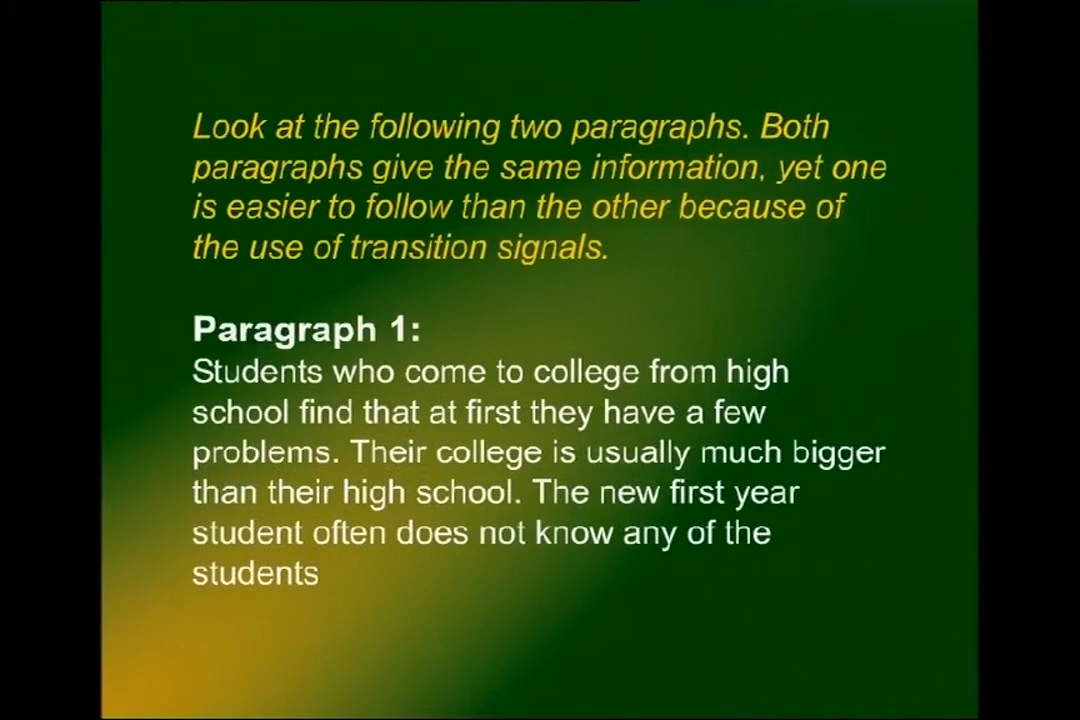 Look at the following two paragraphs. Both
paragraphs give the same information, yet one
is easier to follow than the other because of
the use of transition signals.
Paragraph 1:
Students who come to college from high
school find that at first they have a few
problems. Their college is usually much bigger
than their high school. The new first year
student often does not know any of the
students